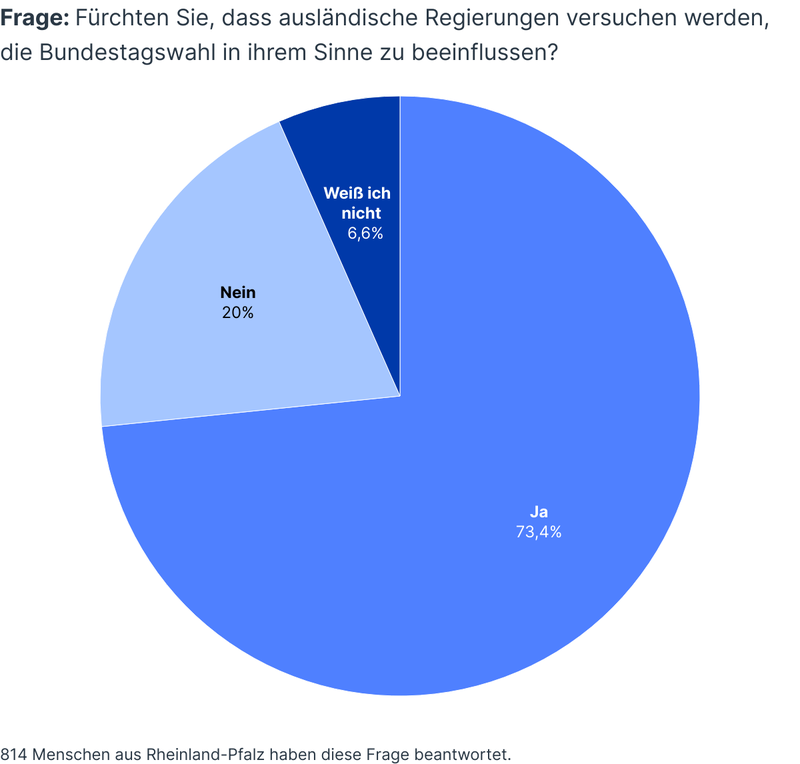 Frage: Fürchten Sie, dass ausländische Regierungen versuchen werden,
die Bundestagswahl in ihrem Sinne zu beeinflussen?
Weiß ich
nicht
6,6%
Nein
20%
Ja
73,4%
814 Menschen aus Rheinland-Pfalz haben diese Frage beantwortet.